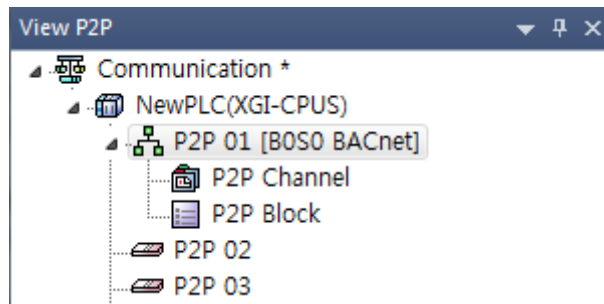 View P2P
Communication *
NewPLC(XGI-CPUS)
P2P 01 [B0S0 BACnet]
P2P Channel
P2P Block
P2P 02
P2P 03